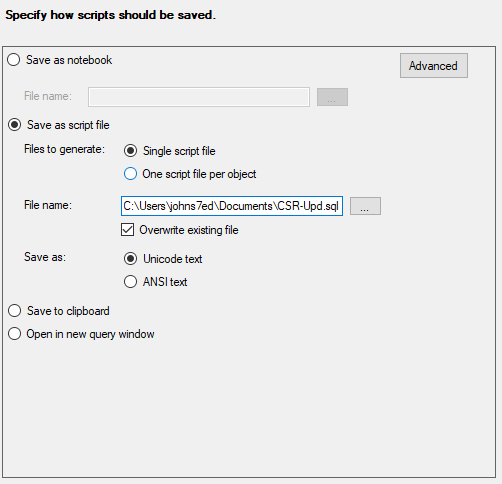 Specify how scripts should be saved.
Save as notebook
Advanced
File name:
...
Save as script file
Files to generate:
Single script file
One script file per object
File name:
C:\Users\johns7ed\Documents\CSR-Upd.sql
...
Overwrite existing file
Save as:
Unicode text
ANSI text
Save to clipboard
Open in new query window